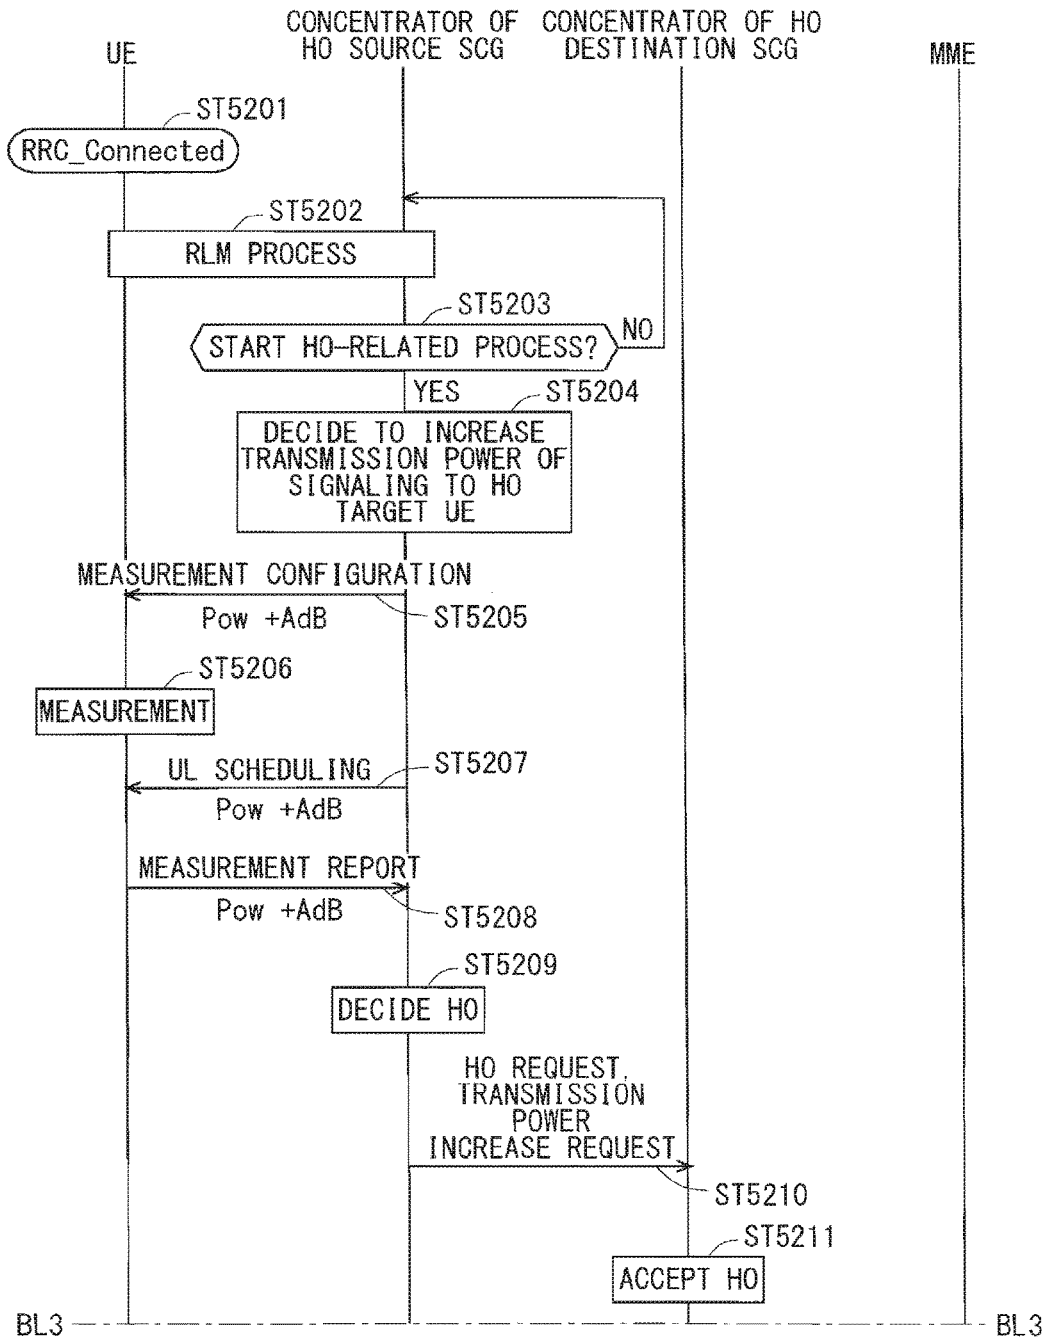 UE
CONCENTRATOR OF
HO SOURCE SCG
CONCENTRATOR OF HO
DESTINATION SCG
MME
ST5201
RRC_Connected
ST5202
RLM PROCESS
ST5203
START HO-RELATED PROCESS?
NO
YES
ST5204
DECIDE TO INCREASE
TRANSMISSION POWER OF
SIGNALING TO HO
TARGET UE
MEASUREMENT CONFIGURATION
Pow +AdB
ST5205
ST5206
MEASUREMENT
UL SCHEDULING
ST5207
Pow +AdB
MEASUREMENT REPORT
Pow +AdB
ST5208
ST5209
DECIDE HO
HO REQUEST,
TRANSMISSION
POWER
INCREASE REQUEST
ST5210
ST5211
ACCEPT HO
BL3
BL3